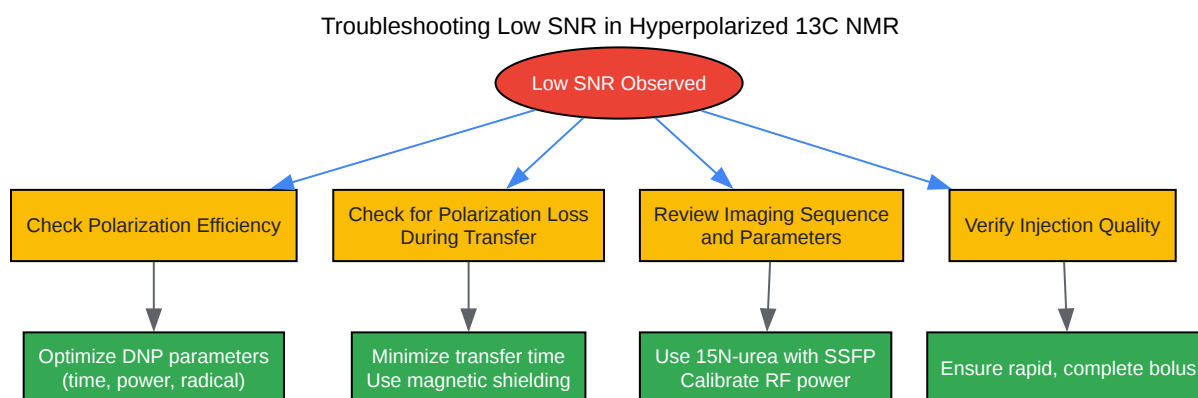 Troubleshooting Low SNR in Hyperpolarized 13C NMR
Low SNR Observed
Check Polarization Efficiency
Check for Polarization Loss
During Transfer
Review Imaging Sequence
and Parameters
Verify Injection Quality
Optimize DNP parameters
(time, power, radical)
Minimize transfer time
Use magnetic shielding
Use 15N-urea with SSFP
Calibrate RF power
Ensure rapid, complete bolus